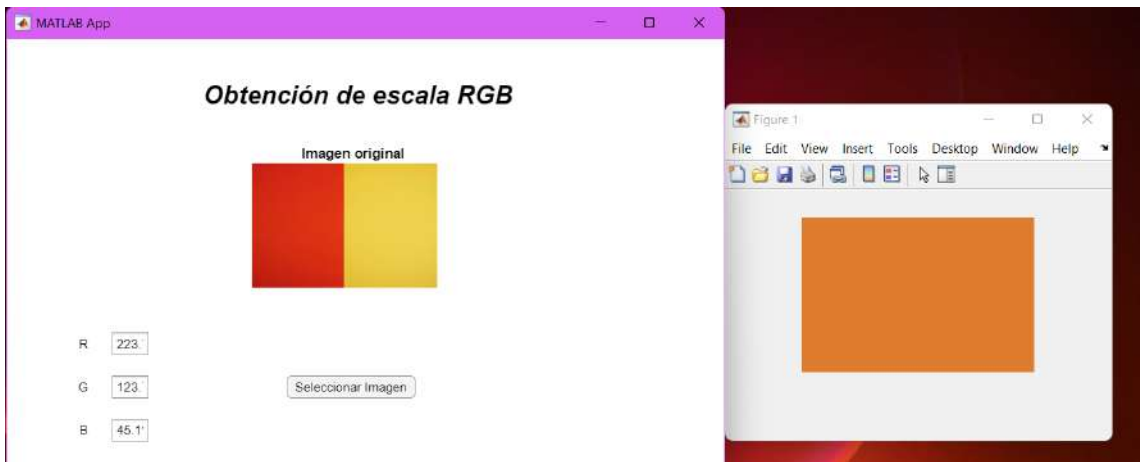 MATLAB App
Obtención de escala RGB
Imagen original
R 223.
G 123.
Seleccionar Imagen
B 45.1
Figure 1
File Edit View Insert Tools Desktop Window Help